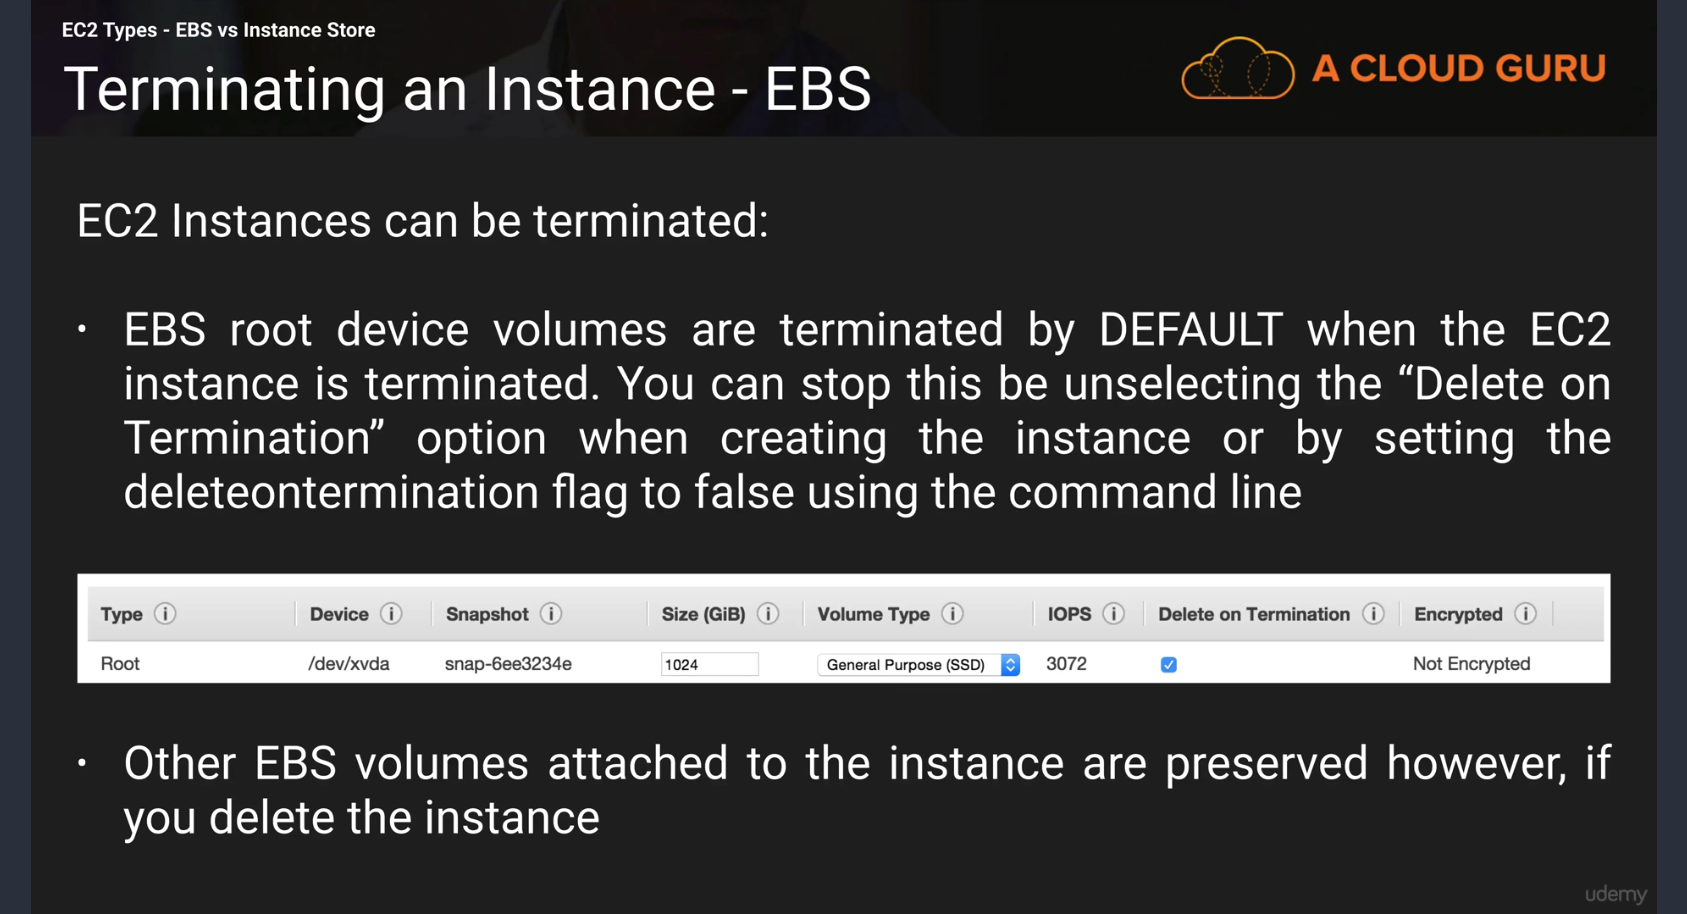 EC2 Types - EBS vs Instance Store
Terminating an Instance - EBS
A CLOUD GURU
EC2 Instances can be terminated:
• EBS root device volumes are terminated by DEFAULT when the EC2
instance is terminated. You can stop this be unselecting the “Delete on
Termination” option when creating the instance or by setting the
deleteontermination flag to false using the command line
Type i Device i Snapshot i Size (GiB) i Volume Type i IOPS i Delete on Termination i Encrypted i
Root /dev/xvda snap-6ee3234e 1024 General Purpose (SSD) 3072 Not Encrypted
• Other EBS volumes attached to the instance are preserved however, if
you delete the instance
udemy